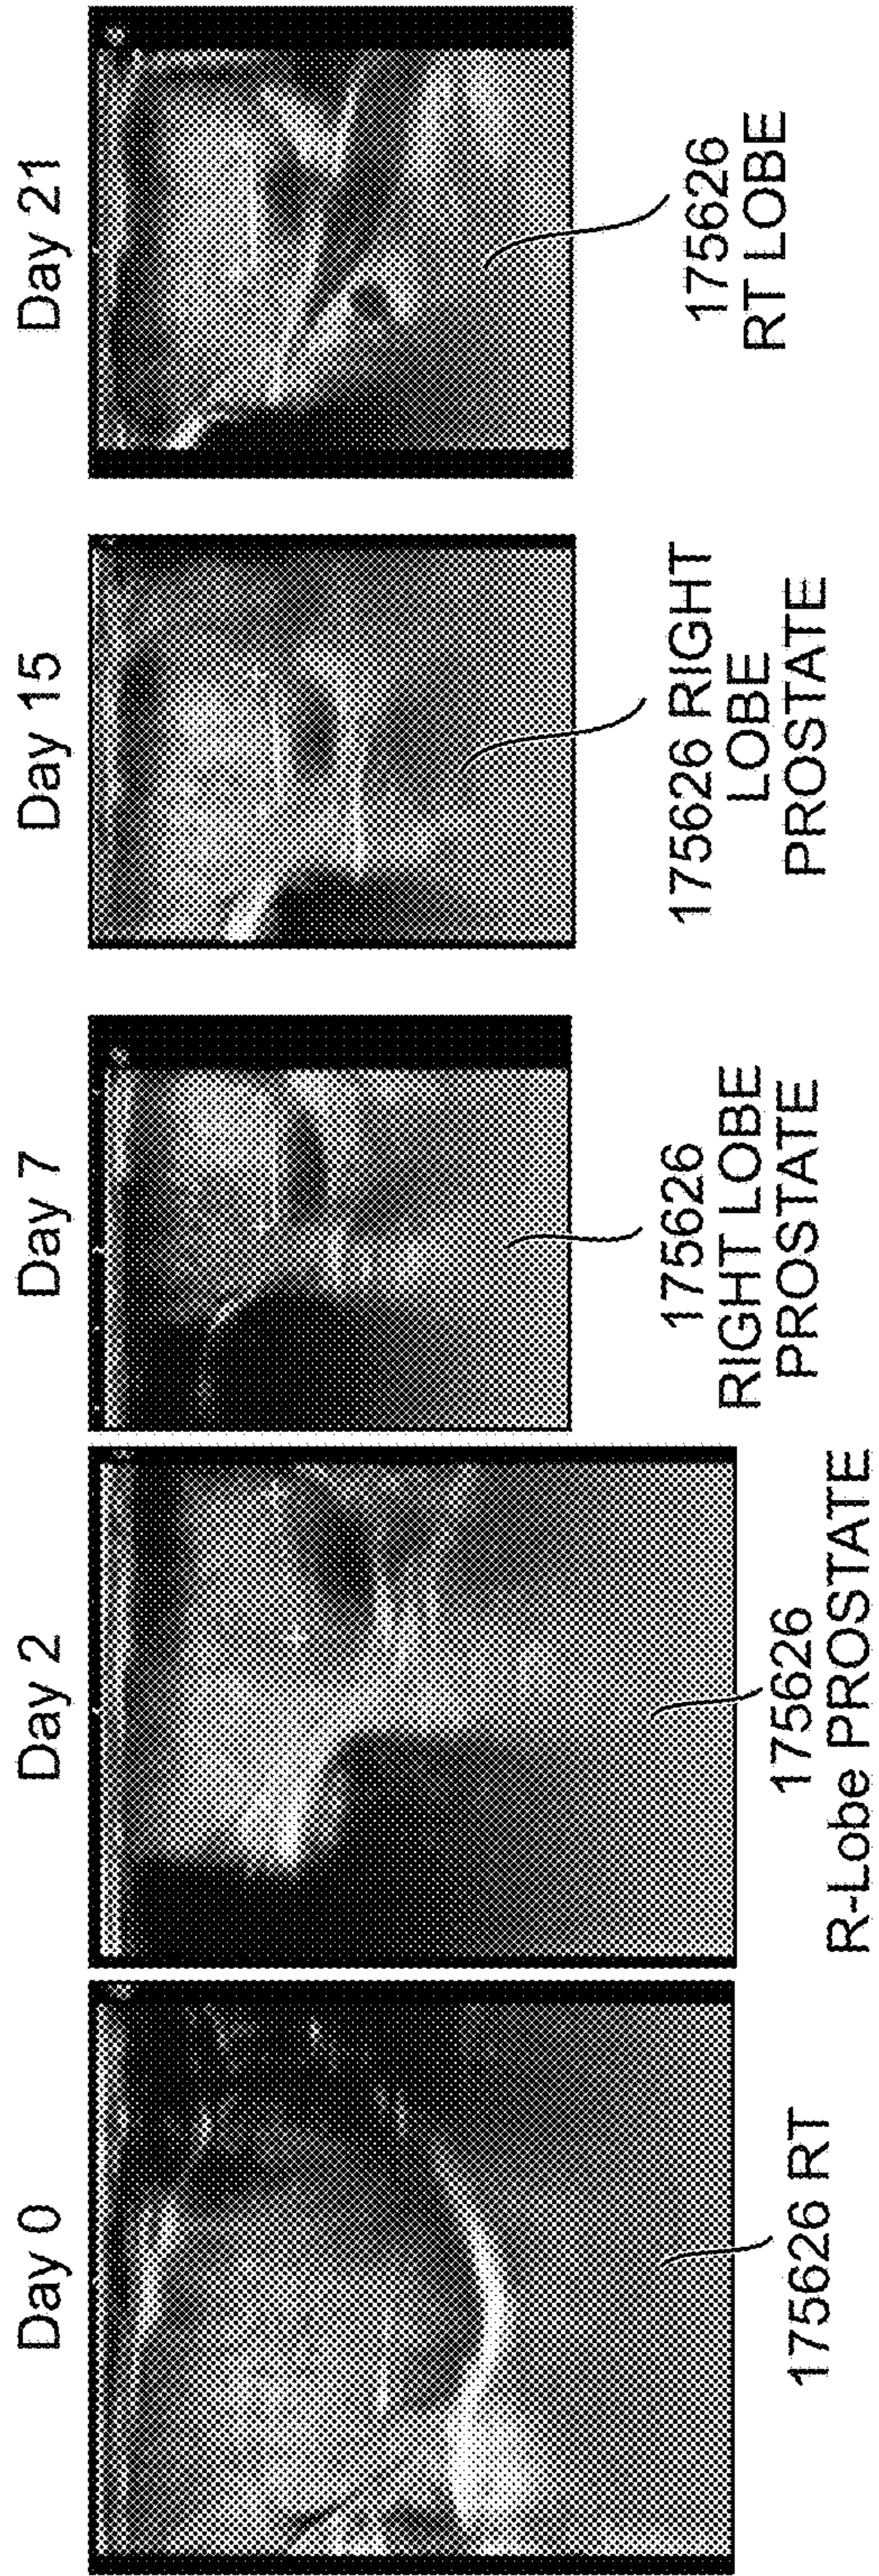 Day 0
Day 2
Day 7
Day 15
Day 21
175626 RT
175626
R-Lobe PROSTATE
175626
RIGHT LOBE
PROSTATE
175626 RIGHT
LOBE
PROSTATE
175626
RT LOBE